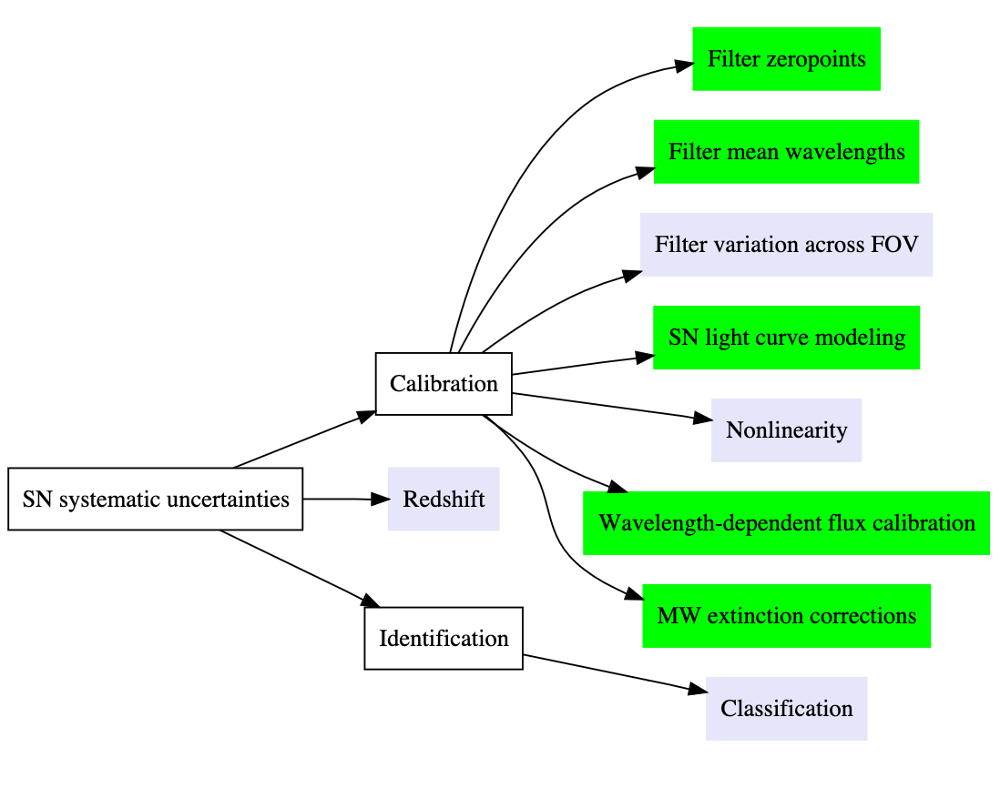 Filter zeropoints
Filter mean wavelengths
Filter variation across FOV
SN light curve modeling
Calibration
Nonlinearity
SN systematic uncertainties
Redshift
Wavelength-dependent flux calibration
MW extinction corrections
Identification
Classification